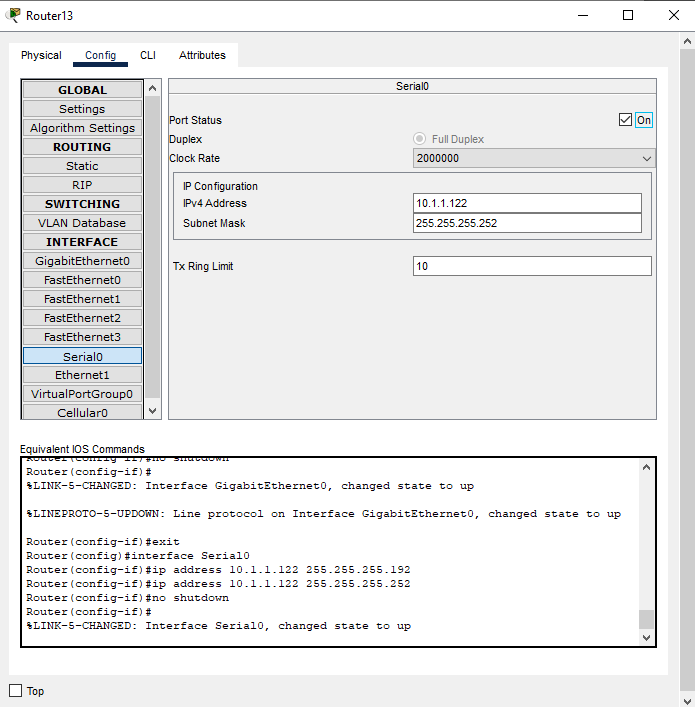 Router13
Physical Config CLI Attributes
GLOBAL
Settings
Algorithm Settings
ROUTING
Static
RIP
SWITCHING
VLAN Database
INTERFACE
GigabitEthernet0
FastEthernet0
FastEthernet1
FastEthernet2
FastEthernet3
Serial0
Ethernet1
VirtualPortGroup0
Cellular0
Serial0
Port Status On
Duplex Full Duplex
Clock Rate 2000000
IP Configuration
IPv4 Address 10.1.1.122
Subnet Mask 255.255.255.252
Tx Ring Limit 10
Equivalent IOS Commands
Router(config-if)#no shutdown
Router(config-if)#
%LINK-5-CHANGED: Interface GigabitEthernet0, changed state to up
%LINEPROTO-5-UPDOWN: Line protocol on Interface GigabitEthernet0, changed state to up
Router(config-if)#exit
Router(config)#interface Serial0
Router(config-if)#ip address 10.1.1.122 255.255.255.192
Router(config-if)#ip address 10.1.1.122 255.255.255.252
Router(config-if)#no shutdown
Router(config-if)#
%LINK-5-CHANGED: Interface Serial0, changed state to up
Top